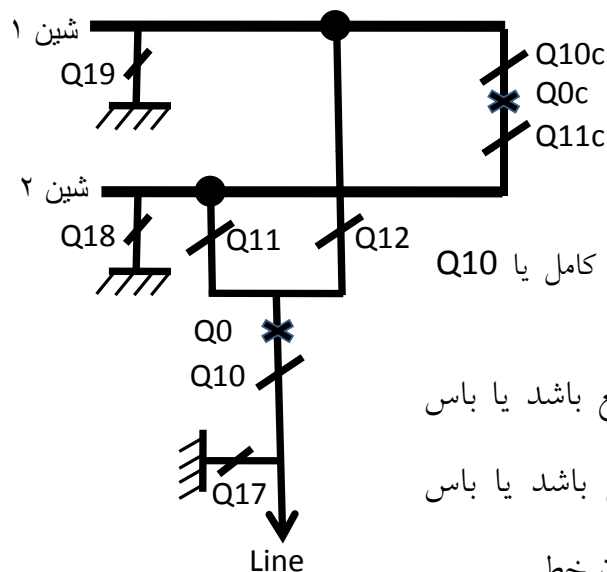 شین ۱
Q19
Q10c
Q0c
Q11c
شین ۲
Q18
Q11
Q12
کامل یا Q10
Q0
Q10
باشد یا باس
Q17
باشد یا باس
Line
خط